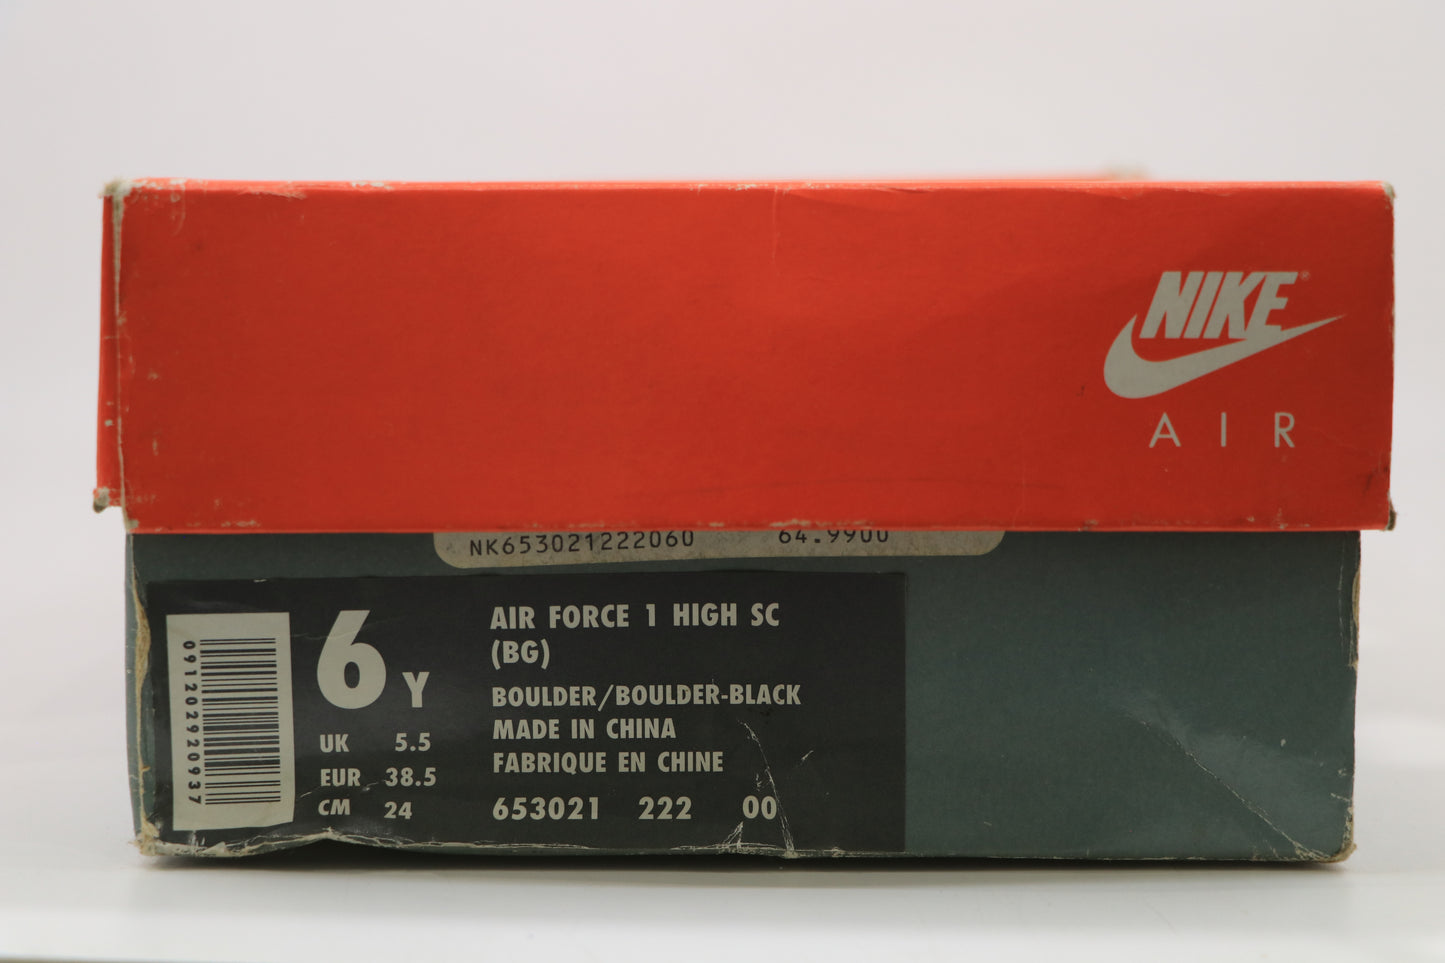 NIKE®
AIR
NK653021222060 64.9900
091202920937
6Y
UK 5.5
EUR 38.5
CM 24
AIR FORCE 1 HIGH SC
(BG)
BOULDER/BOULDER-BLACK
MADE IN CHINA
FABRIQUE EN CHINE
653021 222 00